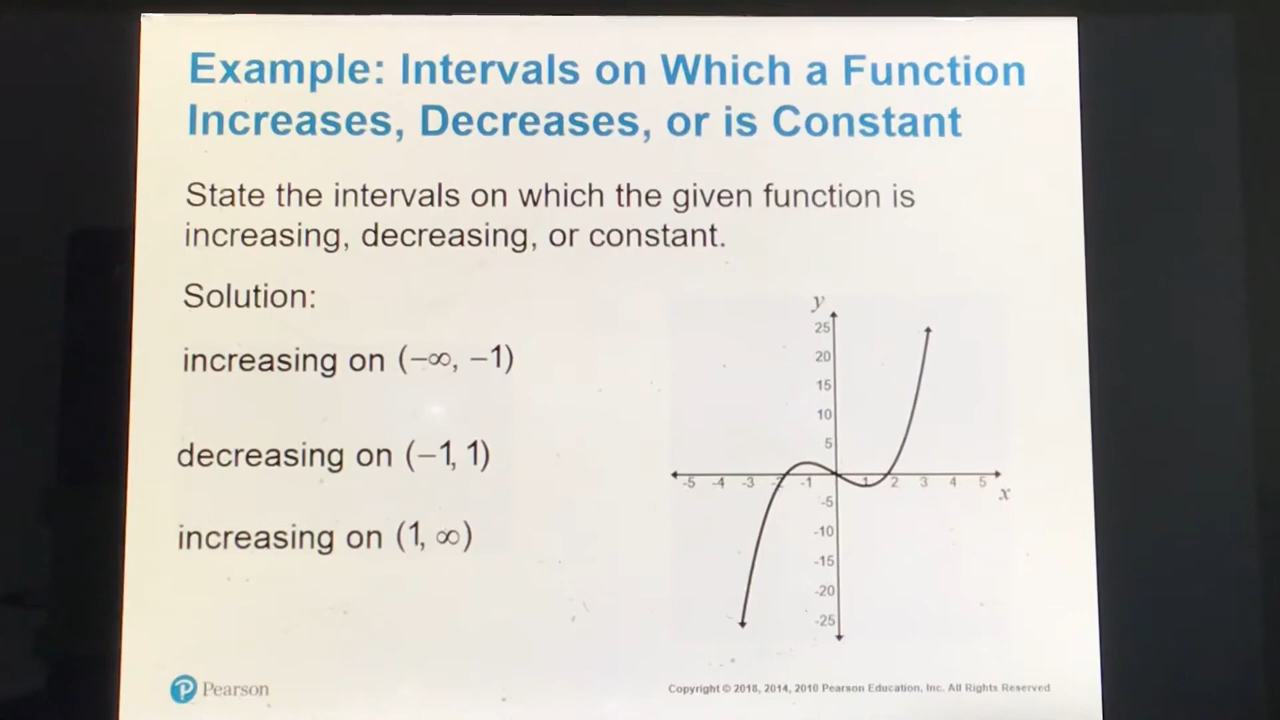 Example: Intervals on Which a Function
Increases, Decreases, or is Constant
State the intervals on which the given function is
increasing, decreasing, or constant.
Solution:
increasing on (−∞, −1)
decreasing on (−1, 1)
increasing on (1, ∞)
y
25
20
15
10
5
-5 -4 -3 -2 -1 1 2 3 4 5
x
-5
-10
-15
-20
-25
P Pearson
Copyright © 2018, 2014, 2010 Pearson Education, Inc. All Rights Reserved